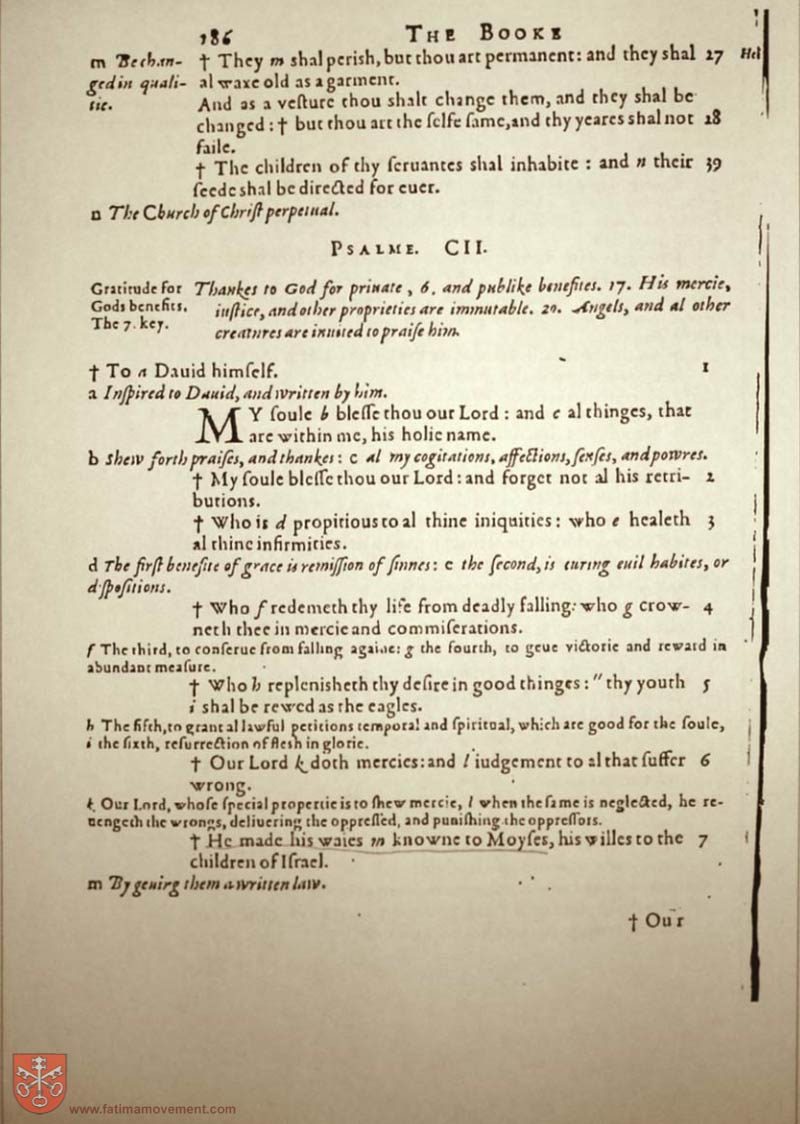 186 THE BOOKE
m Be chan- † They m shal perish, but thou art permanent: and they shal 27 Heb
ged in quali- al waxe old as a garment.
tie. And as a vesture thou shalt change them, and they shal be
changed: † but thou art the selfe same, and thy yeares shal not 28
faile.
† The children of thy seruantes shal inhabite: and n their 39
seede shal be directed for euer.
n The Church of Christ perpetual.
PSALME. CII.
Gratitude for Thankes to God for priuate, 6. and publike benefites. 17. His mercie,
Gods benefits. iustice, and other proprieties are immutable. 20. Angels, and al other
The 7. key. creatures are inuited to praise him.
† To a Dauid himself. 1
a Inspired to Dauid, and written by him.
MY soule b blesse thou our Lord: and c al thinges, that
are within me, his holie name.
b Shew forth praises, and thankes: c al my cogitations, affections, senses, and powres.
† My soule blesse thou our Lord: and forget not al his retri- 2
butions.
† Who is d propitious to al thine iniquities: who e healeth 3
al thine infirmities.
d The first benefite of grace is remission of sinnes: e the second, is curing euil habites, or
dispositions.
† Who f redemeth thy life from deadly falling: who g crow- 4
neth thee in mercie and commiserations.
f The third, to conserue from falling againe: g the fourth, to geue victorie and reward in
abundant measure.
† Who h replenisheth thy desire in good thinges: " thy youth 5
i shal be rewed as the eagles.
h The fifth, to grant al lawful petitions temporal and spiritual, which are good for the soule,
i the sixth, resurrection of flesh in glorie.
† Our Lord k doth mercies: and l iudgement to al that suffer 6
wrong.
k Our Lord, whose special propertie is to shew mercie, l when the same is neglected, he re-
uengeth the wrongs, deliuering the oppressed, and punishing the oppressors.
† He made his waies m knowne to Moyses, his willes to the 7
children of Israel.
m By geuirg them a written law.
† Our
www.fatimamovement.com